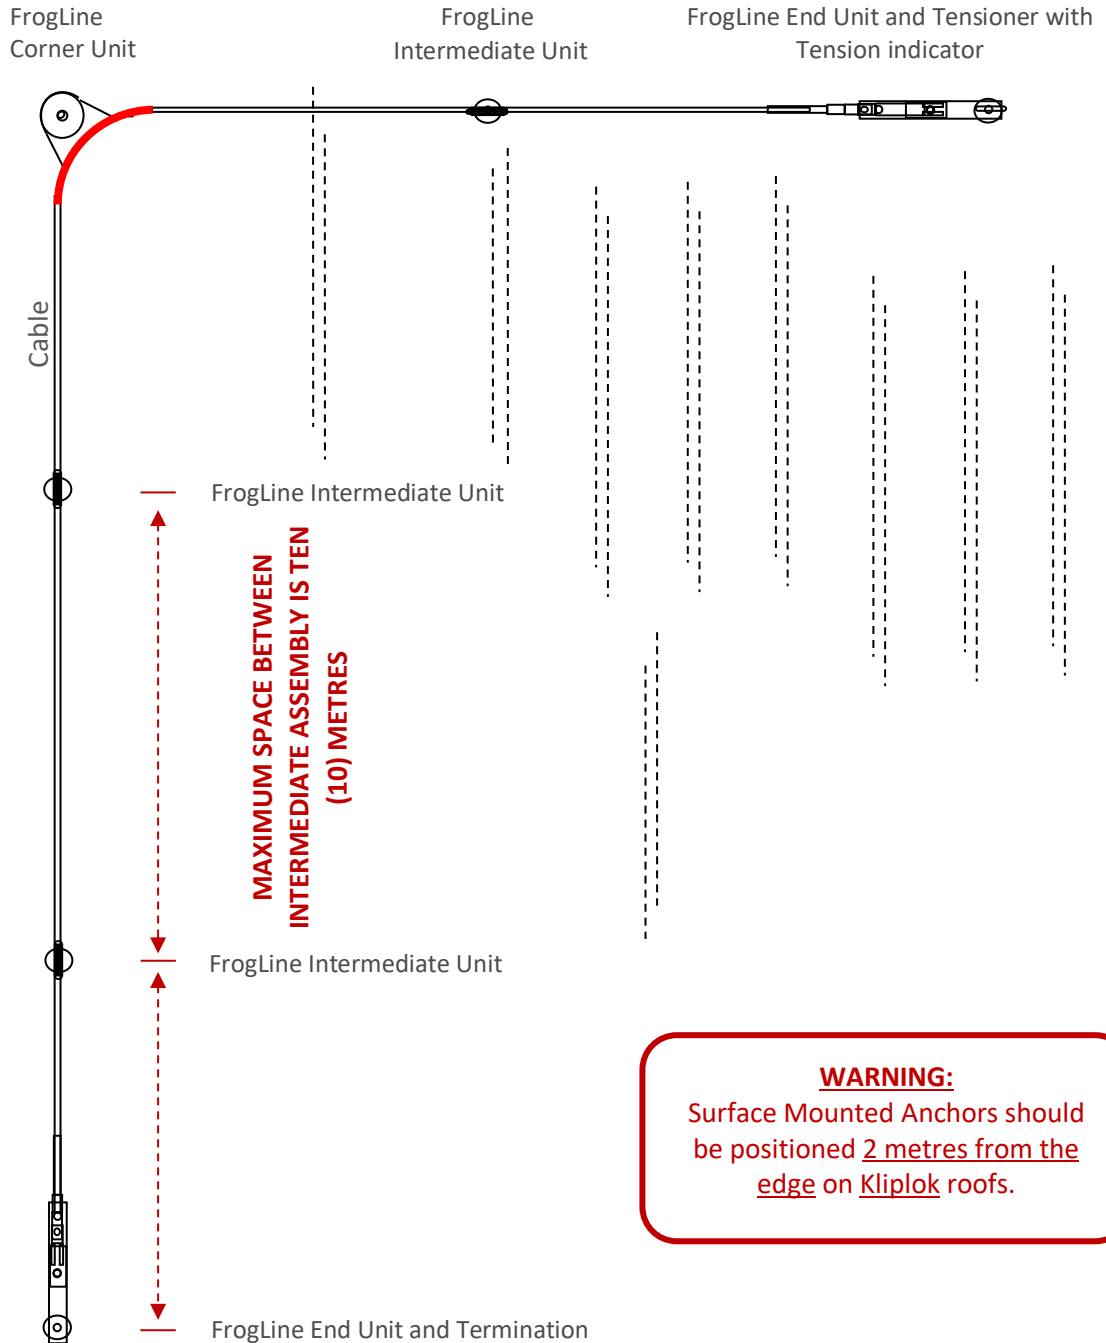 FrogLine
Corner Unit
FrogLine
Intermediate Unit
FrogLine End Unit and Tensioner with
Tension indicator
Cable
FrogLine Intermediate Unit
MAXIMUM SPACE BETWEEN
INTERMEDIATE ASSEMBLY IS TEN
(10) METRES
FrogLine Intermediate Unit
WARNING:
Surface Mounted Anchors should
be positioned 2 metres from the
edge on Kliplok roofs.
FrogLine End Unit and Termination